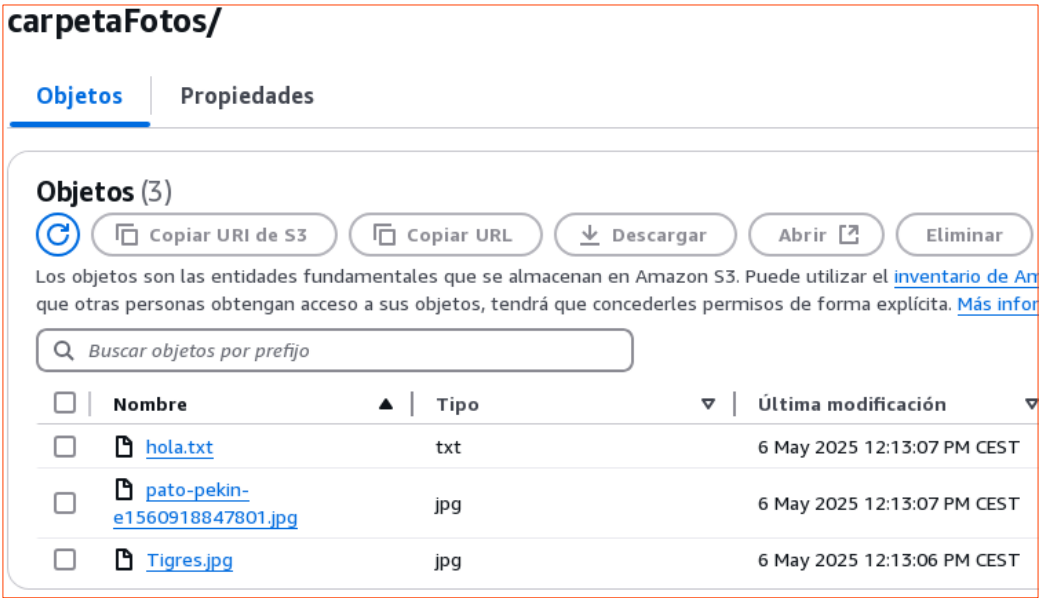 carpetaFotos/
Objetos Propiedades
Objetos (3)
Copiar URI de S3 Copiar URL Descargar Abrir Eliminar
Los objetos son las entidades fundamentales que se almacenan en Amazon S3. Puede utilizar el inventario de Am
que otras personas obtengan acceso a sus objetos, tendrá que concederles permisos de forma explícita. Más infor
Buscar objetos por prefijo
Nombre Tipo Última modificación
hola.txt txt 6 May 2025 12:13:07 PM CEST
pato-pekin-
e1560918847801.jpg jpg 6 May 2025 12:13:07 PM CEST
Tigres.jpg jpg 6 May 2025 12:13:06 PM CEST